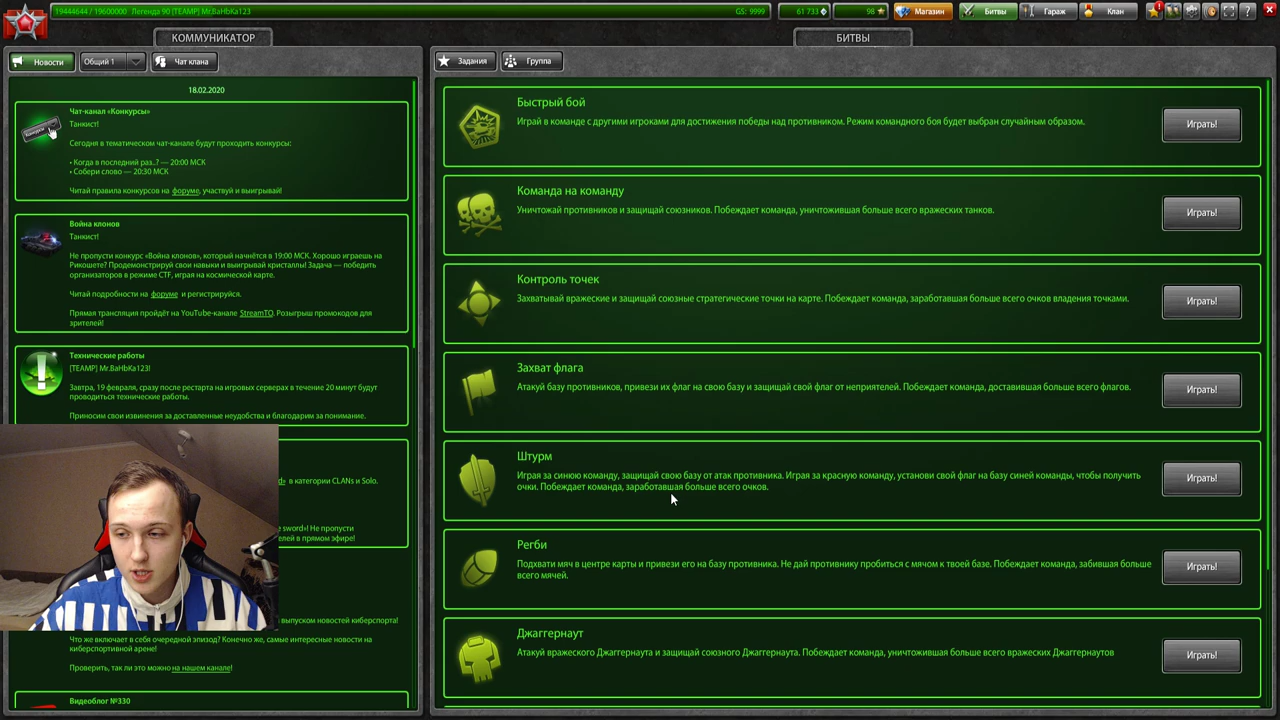 19444644 / 19600000 Легенда 90 [TEAMP] Mr.BaHbKa123
GS: 9999
61 733
98
Магазин
Битвы
Гараж
Клан
?
КОММУНИКАТОР
БИТВЫ
Новости
Общий 1
Чат клана
Задания
Группа
18.02.2020
Чат-канал «Конкурсы»
Танкист!
Сегодня в тематическом чат-канале будут проходить конкурсы:
• Когда в последний раз..? — 20:00 МСК
• Собери слово — 20:30 МСК
Читай правила конкурсов на форуме, участвуй и выигрывай!
Война клонов
Танкист!
Не пропусти конкурс «Война клонов», который начнётся в 19:00 МСК. Хорошо играешь на
Рикошете? Продемонстрируй свои навыки и выигрывай кристаллы! Задача — победить
организаторов в режиме CTF, играя на космической карте.
Читай подробности на форуме и регистрируйся.
Прямая трансляция пройдёт на YouTube-канале StreamTO. Розыгрыш промокодов для
зрителей!
Технические работы
[TEAMP] Mr.BaHbKa123!
Завтра, 19 февраля, сразу после рестарта на игровых серверах в течение 20 минут будут
проводиться технические работы.
Приносим свои извинения за доставленные неудобства и благодарим за понимание.
в категории CLANs и Solo.
sword»! Не пропусти
в прямом эфире!
выпуском новостей киберспорта!
Что же включает в себя очередной эпизод? Конечно же, самые интересные новости на
киберспортивной арене!
Проверить, так ли это можно на нашем канале!
Видеоблог №330
Быстрый бой
Играй в команде с другими игроками для достижения победы над противником. Режим командного боя будет выбран случайным образом.
Играть!
Команда на команду
Уничтожай противников и защищай союзников. Побеждает команда, уничтожившая больше всего вражеских танков.
Играть!
Контроль точек
Захватывай вражеские и защищай союзные стратегические точки на карте. Побеждает команда, заработавшая больше всего очков владения точками.
Играть!
Захват флага
Атакуй базу противников, привези их флаг на свою базу и защищай свой флаг от неприятелей. Побеждает команда, доставившая больше всего флагов.
Играть!
Штурм
Играя за синюю команду, защищай свою базу от атак противника. Играя за красную команду, установи свой флаг на базу синей команды, чтобы получить
очки. Побеждает команда, заработавшая больше всего очков.
Играть!
Регби
Подхвати мяч в центре карты и привези его на базу противника. Не дай противнику пробиться с мячом к твоей базе. Побеждает команда, забившая больше
всего мячей.
Играть!
Джаггернаут
Атакуй вражеского Джаггернаута и защищай союзного Джаггернаута. Побеждает команда, уничтожившая больше всего вражеских Джаггернаутов
Играть!